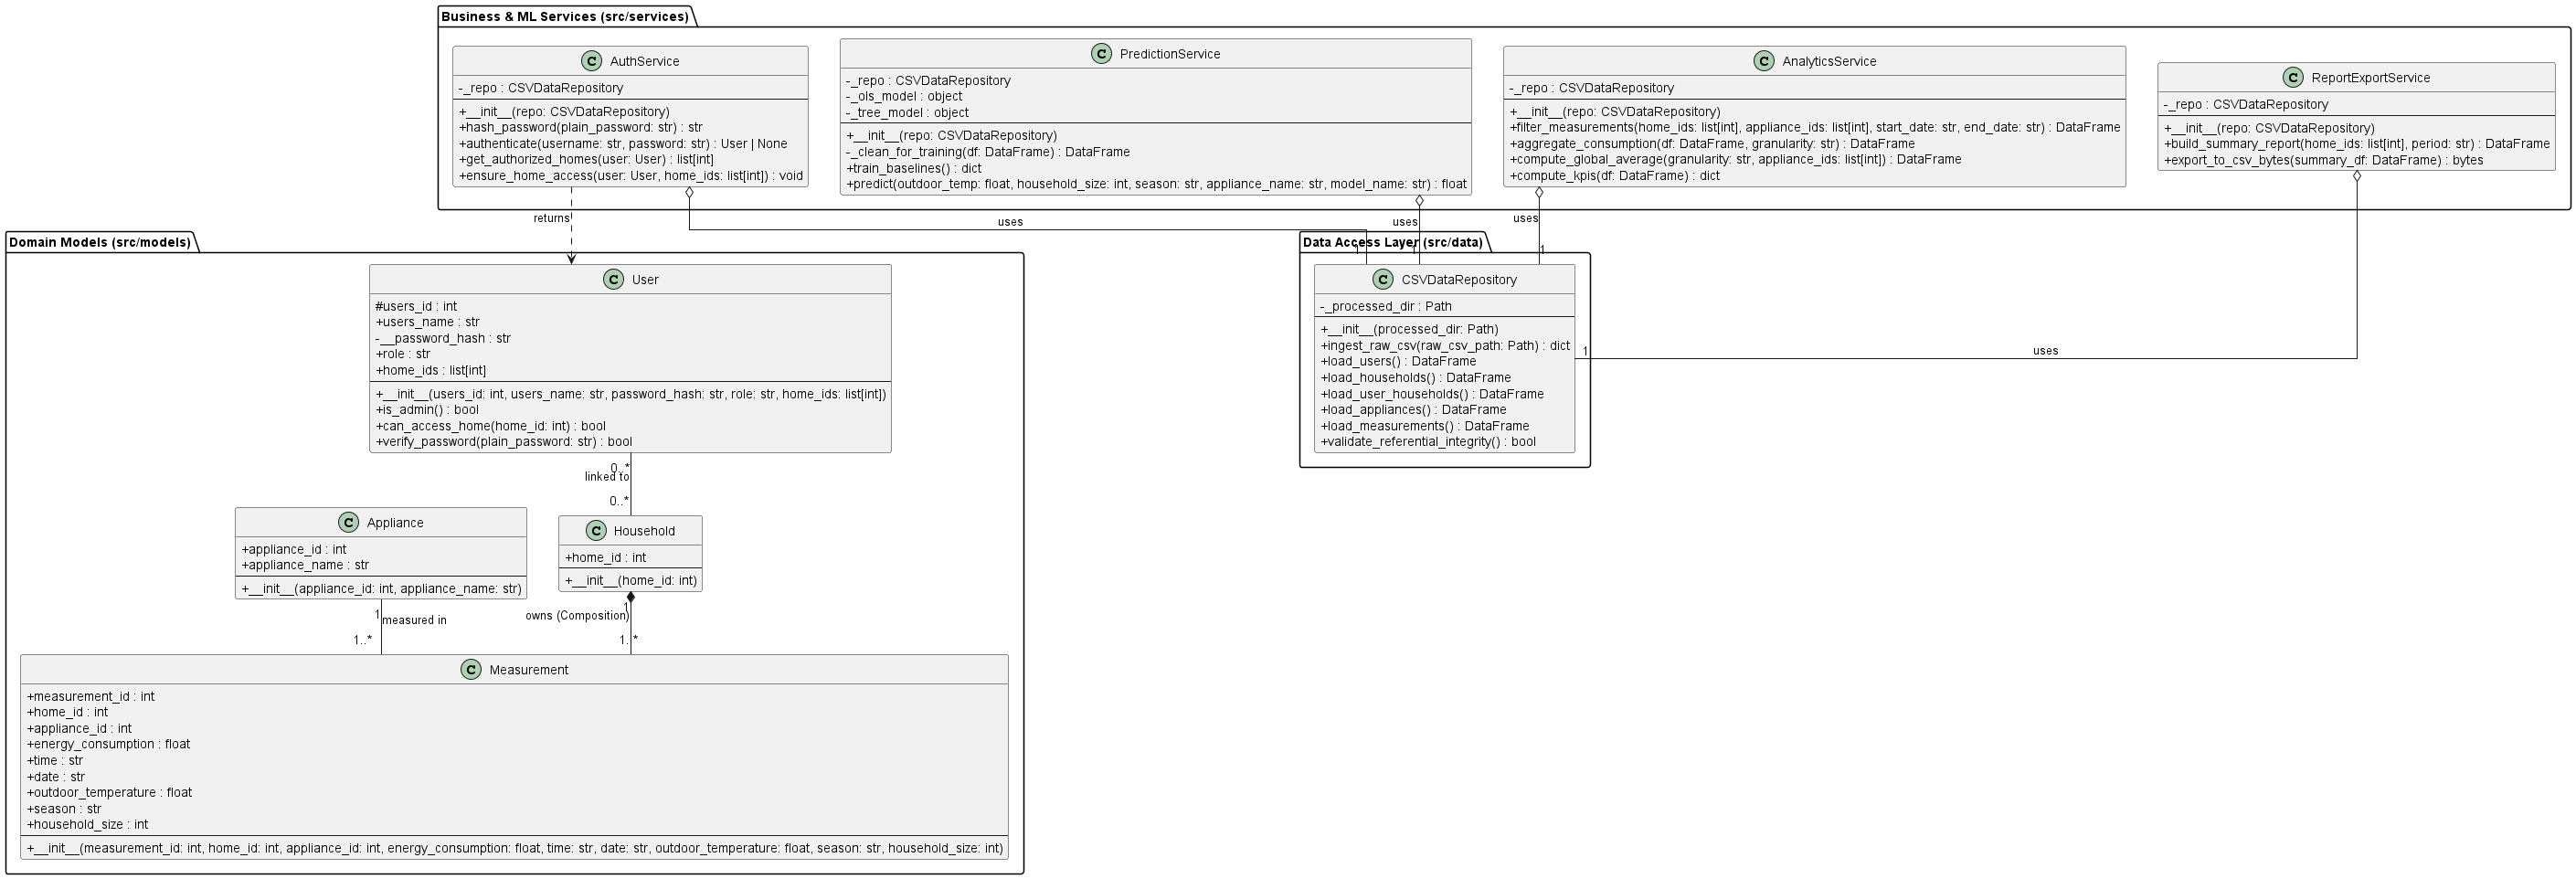 Business & ML Services (src/services)
C AuthService
-_repo : CSVDataRepository
+__init__(repo: CSVDataRepository)
+hash_password(plain_password: str) : str
+authenticate(username: str, password: str) : User | None
+get_authorized_homes(user: User) : list[int]
+ensure_home_access(user: User, home_ids: list[int]) : void
C PredictionService
-_repo : CSVDataRepository
-_ols_model : object
-_tree_model : object
+__init__(repo: CSVDataRepository)
-_clean_for_training(df: DataFrame) : DataFrame
+train_baselines() : dict
+predict(outdoor_temp: float, household_size: int, season: str, appliance_name: str, model_name: str) : float
C AnalyticsService
-_repo : CSVDataRepository
+__init__(repo: CSVDataRepository)
+filter_measurements(home_ids: list[int], appliance_ids: list[int], start_date: str, end_date: str) : DataFrame
+aggregate_consumption(df: DataFrame, granularity: str) : DataFrame
+compute_global_average(granularity: str, appliance_ids: list[int]) : DataFrame
+compute_kpis(df: DataFrame) : dict
C ReportExportService
-_repo : CSVDataRepository
+__init__(repo: CSVDataRepository)
+build_summary_report(home_ids: list[int], period: str) : DataFrame
+export_to_csv_bytes(summary_df: DataFrame) : bytes
returns
uses
uses
uses
Domain Models (src/models)
C User
#users_id : int
+users_name : str
-__password_hash : str
+role : str
+home_ids : list[int]
+__init__(users_id: int, users_name: str, password_hash: str, role: str, home_ids: list[int])
+is_admin() : bool
+can_access_home(home_id: int) : bool
+verify_password(plain_password: str) : bool
Data Access Layer (src/data)
1
1
1
C CSVDataRepository
-_processed_dir : Path
+__init__(processed_dir: Path)
+ingest_raw_csv(raw_csv_path: Path) : dict
+load_users() : DataFrame
+load_households() : DataFrame
+load_user_households() : DataFrame
+load_appliances() : DataFrame
+load_measurements() : DataFrame
+validate_referential_integrity() : bool
1
uses
0..*
linked to
0..*
C Appliance
+appliance_id : int
+appliance_name : str
+__init__(appliance_id: int, appliance_name: str)
C Household
+home_id : int
+__init__(home_id: int)
1
measured in
1..*
1
owns (Composition)
1..*
C Measurement
+measurement_id : int
+home_id : int
+appliance_id : int
+energy_consumption : float
+time : str
+date : str
+outdoor_temperature : float
+season : str
+household_size : int
+__init__(measurement_id: int, home_id: int, appliance_id: int, energy_consumption: float, time: str, date: str, outdoor_temperature: float, season: str, household_size: int)